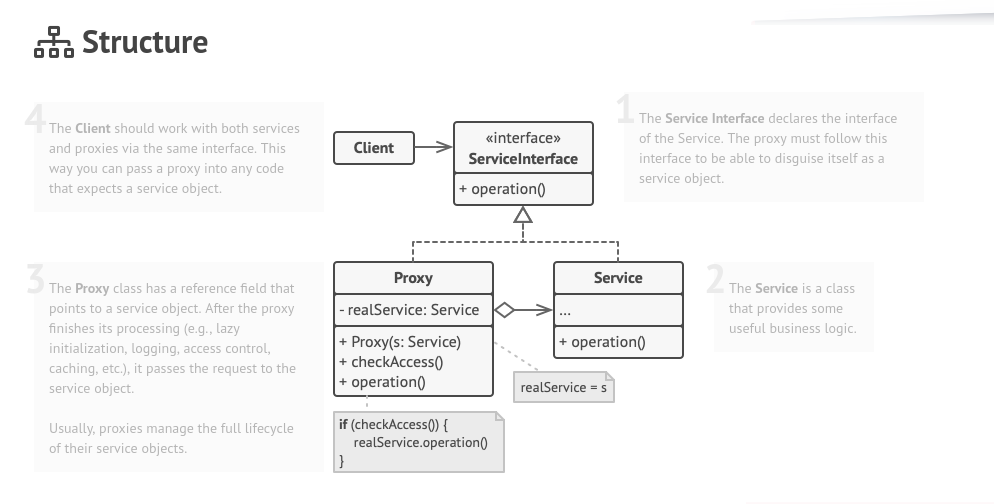 Structure
4
The Client should work with both services
and proxies via the same interface. This
way you can pass a proxy into any code
that expects a service object.
Client
«interface»
ServiceInterface
+ operation()
1
The Service Interface declares the interface
of the Service. The proxy must follow this
interface to be able to disguise itself as a
service object.
3
The Proxy class has a reference field that
points to a service object. After the proxy
finishes its processing (e.g., lazy
initialization, logging, access control,
caching, etc.), it passes the request to the
service object.
Usually, proxies manage the full lifecycle
of their service objects.
Proxy
- realService: Service
+ Proxy(s: Service)
+ checkAccess()
+ operation()
Service
...
+ operation()
2
The Service is a class
that provides some
useful business logic.
realService = s
if (checkAccess()) {
realService.operation()
}